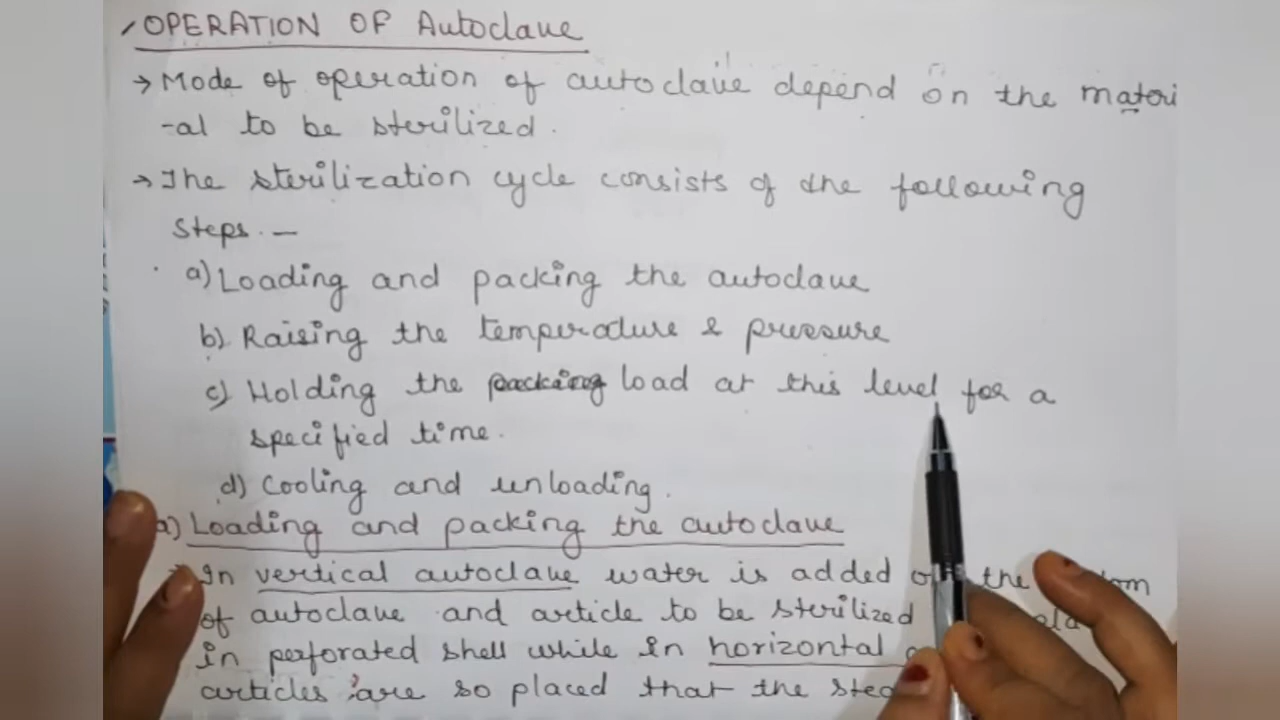 OPERATION OF Autoclave
→ Mode of operation of autoclave depend on the materi
-al to be sterilized.
→ The sterilization cycle consists of the following
steps. —
a) Loading and packing the autoclave
b) Raising the temperature & pressure
c) Holding the packing load at this level for a
specified time.
d) Cooling and unloading.
a) Loading and packing the autoclave
In vertical autoclave water is added the
of autoclave and article to be sterilized
in perforated shell while in horizontal
articles are so placed that the